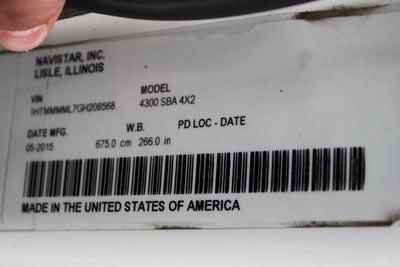 NAVISTAR, INC.
LISLE, ILLINOIS
VIN MODEL
1HTMMMML7GH208568 4300 SBA 4X2
DATE MFG. W.B. PD LOC - DATE
05-2015 675.0 cm 266.0 in
MADE IN THE UNITED STATES OF AMERICA